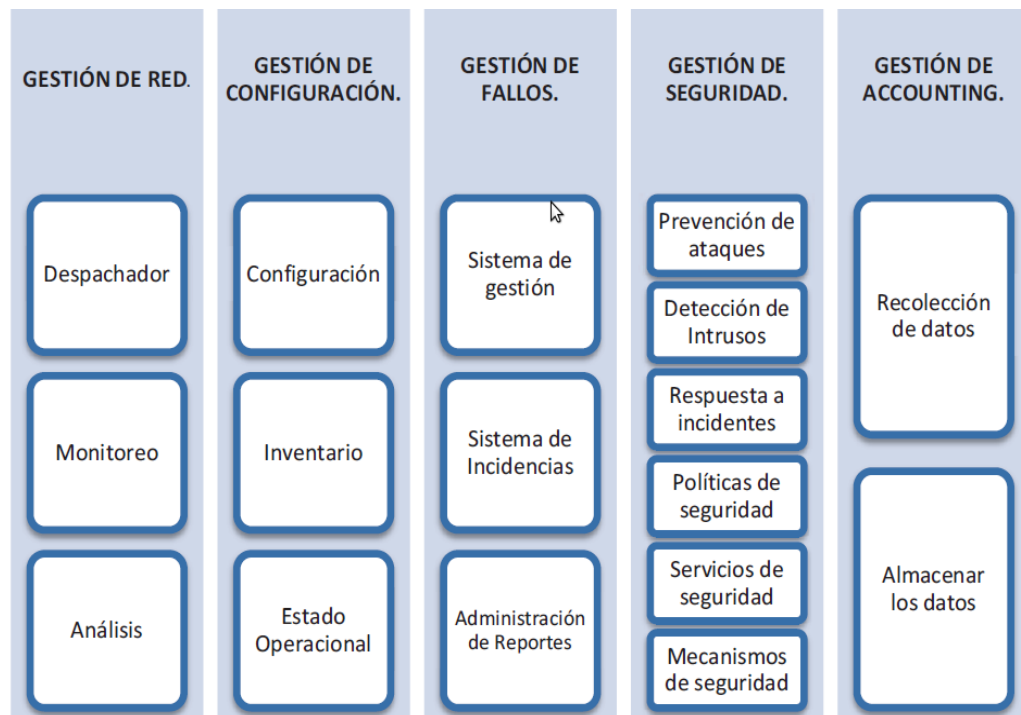 GESTIÓN DE RED.
Despachador
Monitoreo
Análisis
GESTIÓN DE
CONFIGURACIÓN.
Configuración
Inventario
Estado
Operacional
GESTIÓN DE
FALLOS.
Sistema de
gestión
Sistema de
Incidencias
Administración
de Reportes
GESTIÓN DE
SEGURIDAD.
Prevención de
ataques
Detección de
Intrusos
Respuesta a
incidentes
Políticas de
seguridad
Servicios de
seguridad
Mecanismos
de seguridad
GESTIÓN DE
ACCOUNTING.
Recolección
de datos
Almacenar
los datos